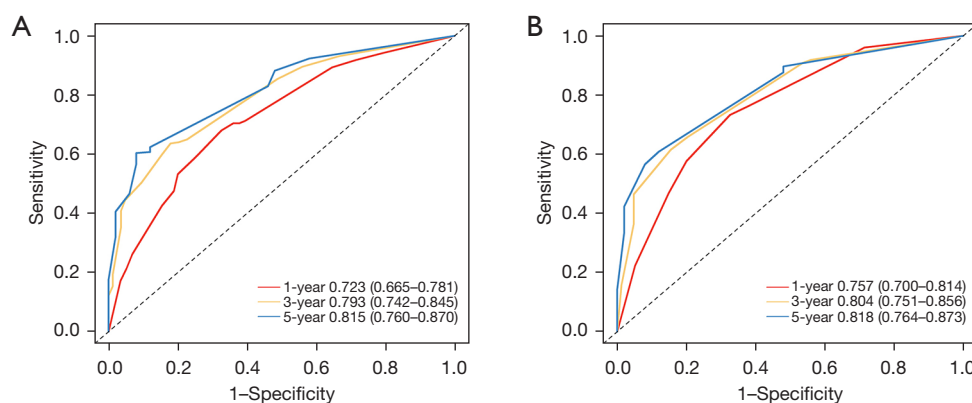 A
Sensitivity
1.0
0.8
0.6
0.4
0.2
0.0
1-year 0.723 (0.665–0.781)
3-year 0.793 (0.742–0.845)
5-year 0.815 (0.760–0.870)
0.0 0.2 0.4 0.6 0.8 1.0
1–Specificity
B
Sensitivity
1.0
0.8
0.6
0.4
0.2
0.0
1-year 0.757 (0.700–0.814)
3-year 0.804 (0.751–0.856)
5-year 0.818 (0.764–0.873)
0.0 0.2 0.4 0.6 0.8 1.0
1–Specificity